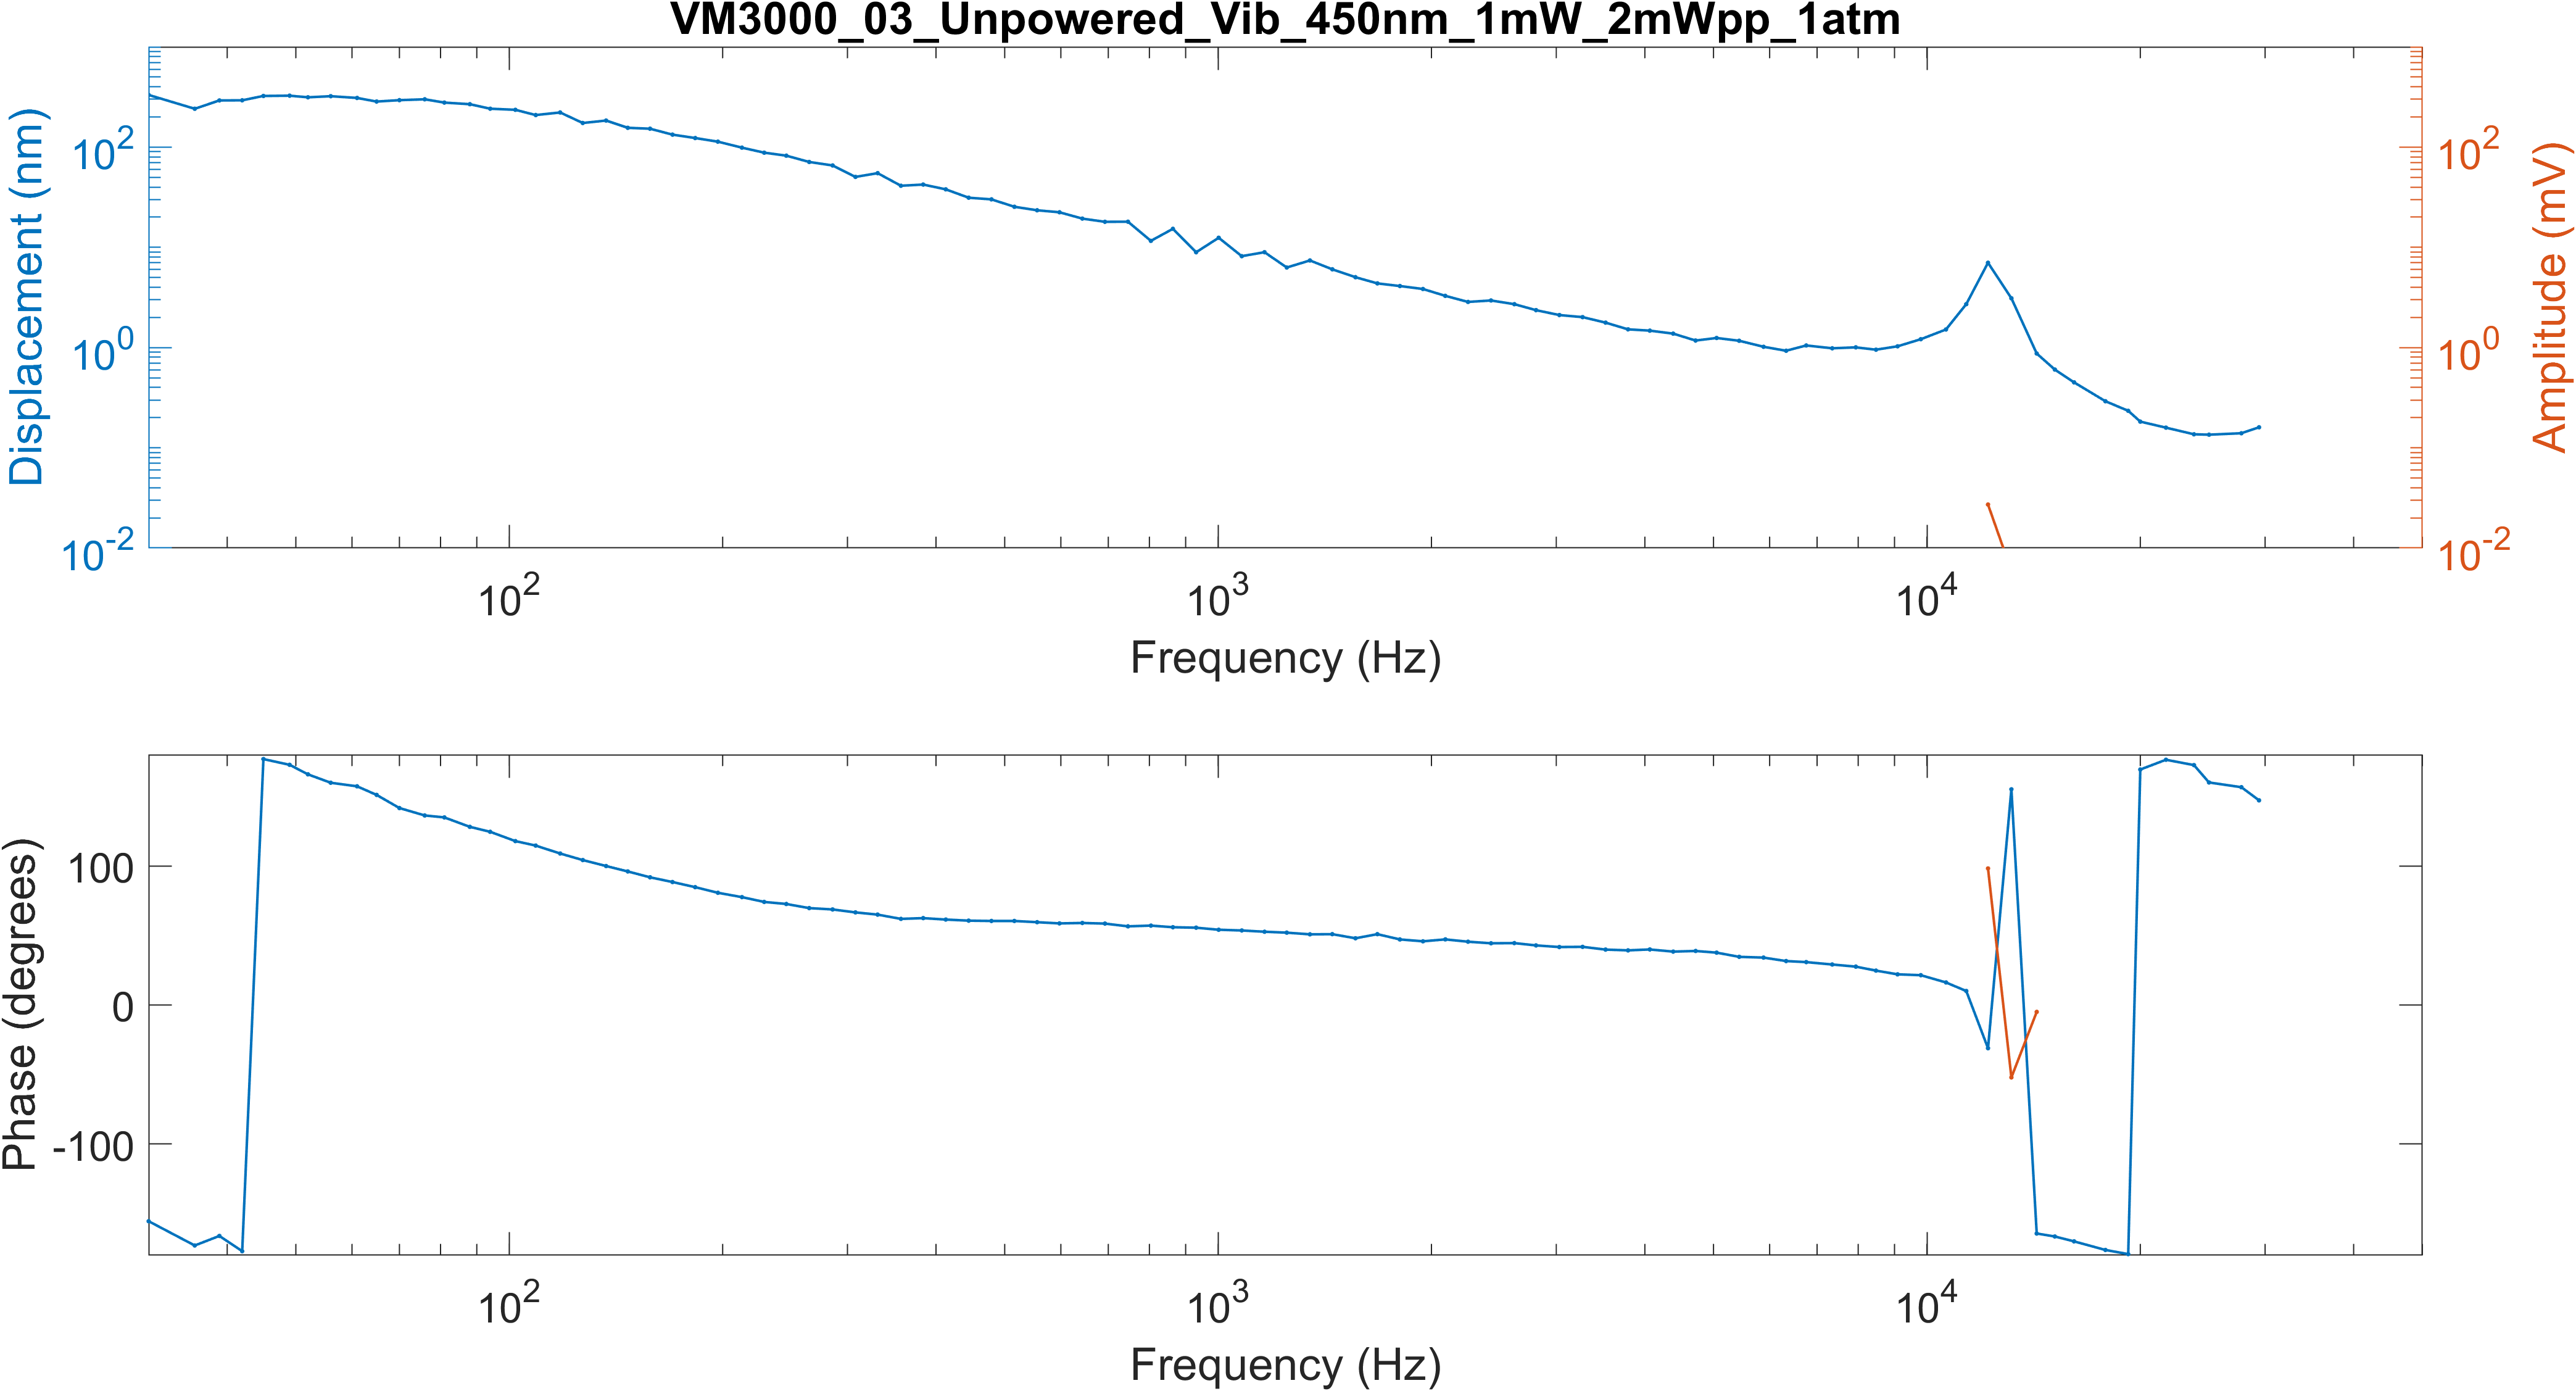 VM3000_03_Unpowered_Vib_450nm_1mW_2mWpp_1atm
Displacement (nm)
10^2
10^0
10^-2
Amplitude (mV)
10^2
10^0
10^-2
10^2
10^3
10^4
Frequency (Hz)
Phase (degrees)
100
0
-100
10^2
10^3
10^4
Frequency (Hz)